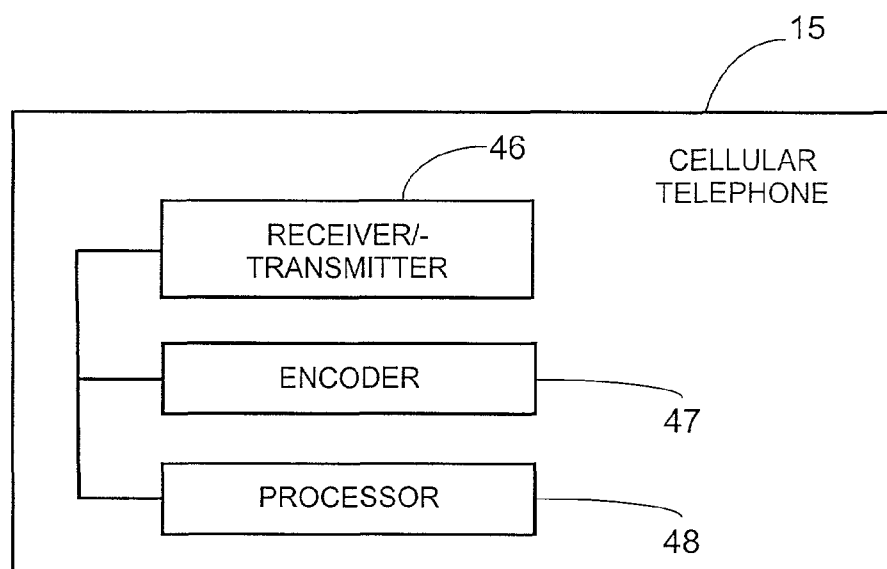 15
46
CELLULAR
TELEPHONE
RECEIVER/-
TRANSMITTER
ENCODER
47
PROCESSOR
48